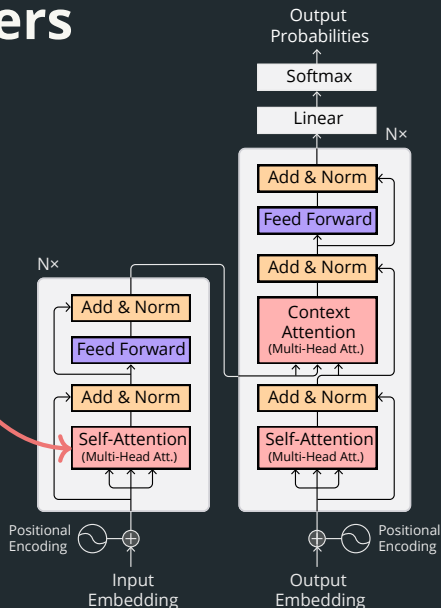 ers
Output
Probabilities
Softmax
Linear
N×
Add & Norm
Feed Forward
Add & Norm
Context
Attention
(Multi-Head Att.)
Add & Norm
Self-Attention
(Multi-Head Att.)
Positional
Encoding
Output
Embedding
N×
Add & Norm
Feed Forward
Add & Norm
Self-Attention
(Multi-Head Att.)
Positional
Encoding
Input
Embedding